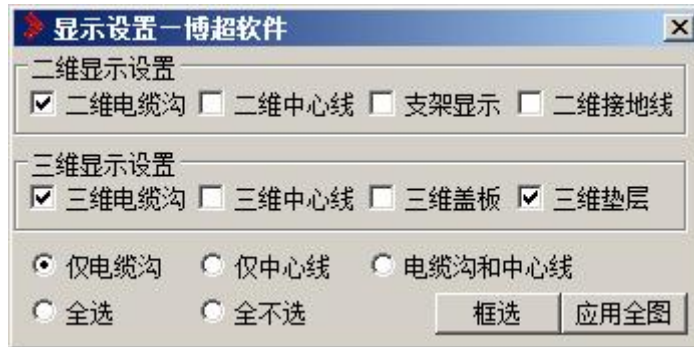 显示设置－博超软件
二维显示设置
二维电缆沟 二维中心线 支架显示 二维接地线
三维显示设置
三维电缆沟 三维中心线 三维盖板 三维垫层
仅电缆沟 仅中心线 电缆沟和中心线
全选 全不选 框选 应用全图